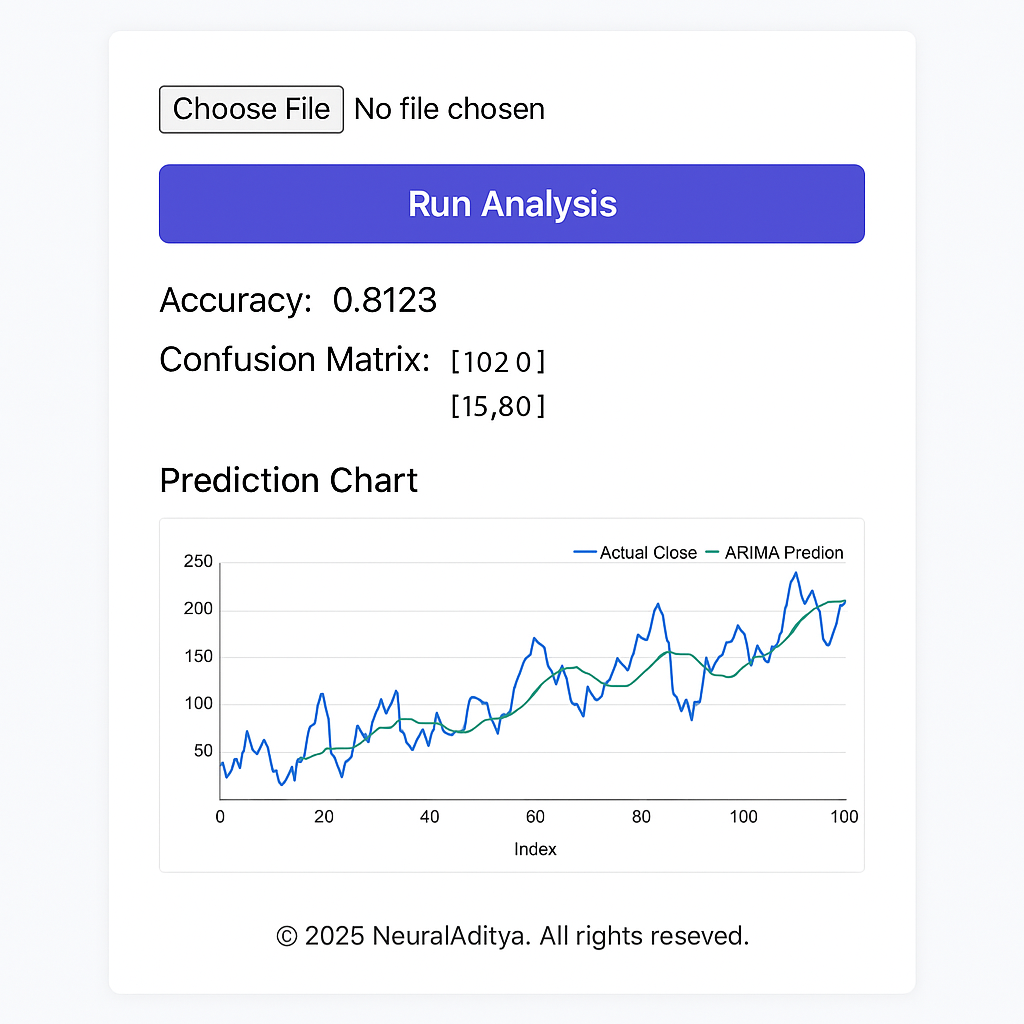 Choose File No file chosen
Run Analysis
Accuracy: 0.8123
Confusion Matrix: [102 0]
[15,80]
Prediction Chart
Actual Close ARIMA Predion
250
200
150
100
50
0 20 40 60 80 100 100
Index
© 2025 NeuralAditya. All rights reseved.